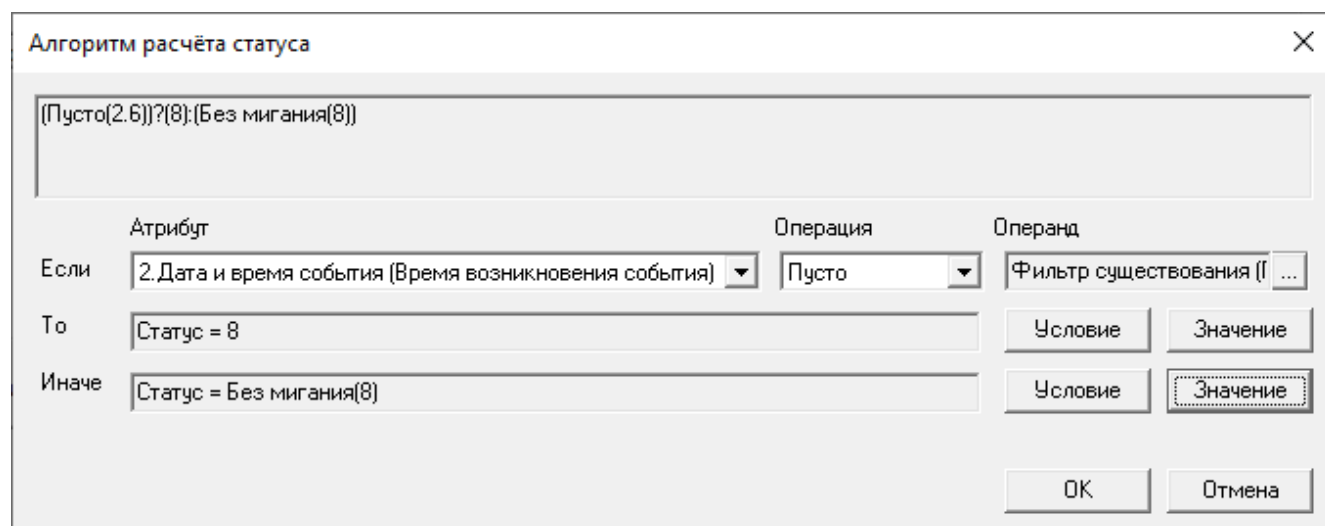 Алгоритм расчёта статуса
(Пусто(2.6))?(8):(Без мигания(8))
Атрибут Операция Операнд
Если 2.Дата и время события (Время возникновения события) Пусто Фильтр существования (Г ...
То Статус = 8 Условие Значение
Иначе Статус = Без мигания(8) Условие Значение
ОК Отмена